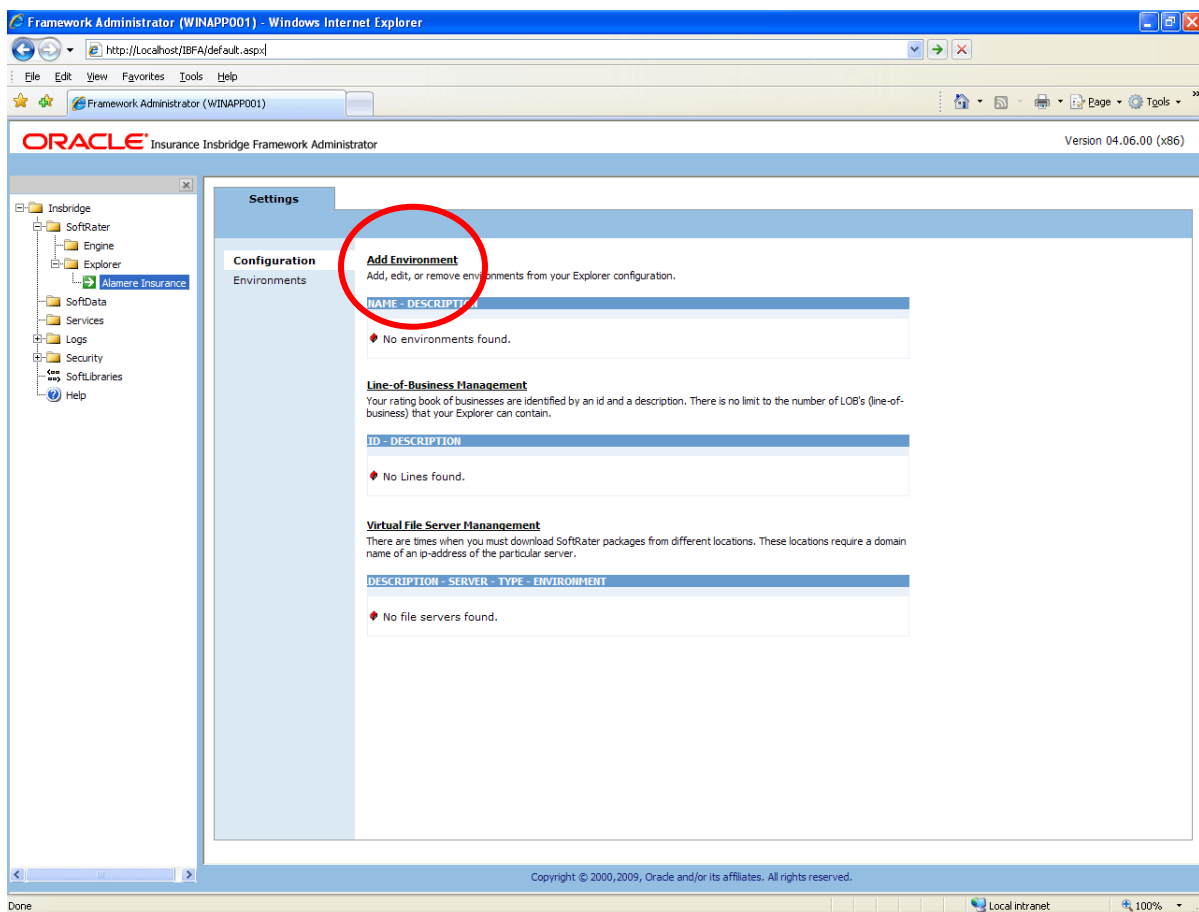 Framework Administrator (WINAPP001) - Windows Internet Explorer
http://Localhost/IBFA/default.aspx
File Edit View Favorites Tools Help
Framework Administrator (WINAPP001)
Page Tools »
ORACLE Insurance Insbridge Framework Administrator
Version 04.06.00 (x86)
Insbridge
SoftRater
Engine
Explorer
Alamere Insurance
SoftData
Services
Logs
Security
SoftLibraries
Help
Settings
Configuration
Environments
Add Environment
Add, edit, or remove environments from your Explorer configuration.
NAME - DESCRIPTION
No environments found.
Line-of-Business Management
Your rating book of businesses are identified by an id and a description. There is no limit to the number of LOB's (line-of-
business) that your Explorer can contain.
ID - DESCRIPTION
No Lines found.
Virtual File Server Manangement
There are times when you must download SoftRater packages from different locations. These locations require a domain
name of an ip-address of the particular server.
DESCRIPTION - SERVER - TYPE - ENVIRONMENT
No file servers found.
Copyright © 2000,2009, Oracle and/or its affiliates. All rights reserved.
Done
Local intranet
100%